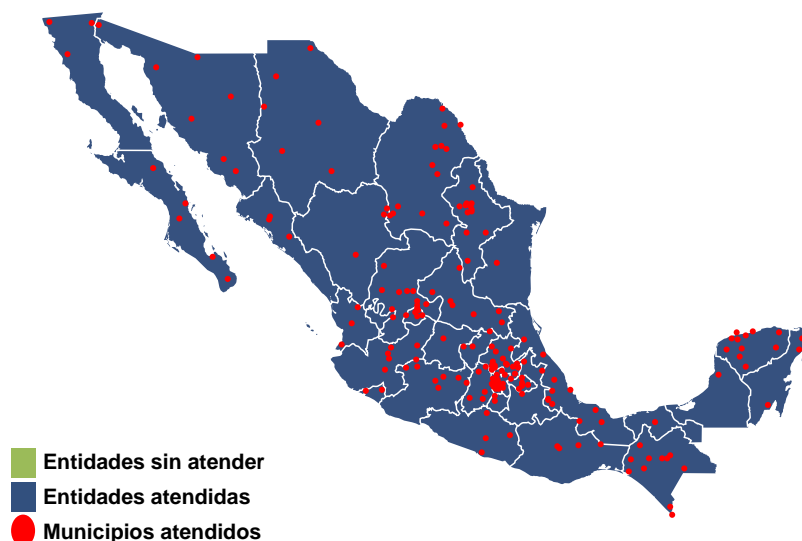 Entidades sin atender
Entidades atendidas
Municipios atendidos